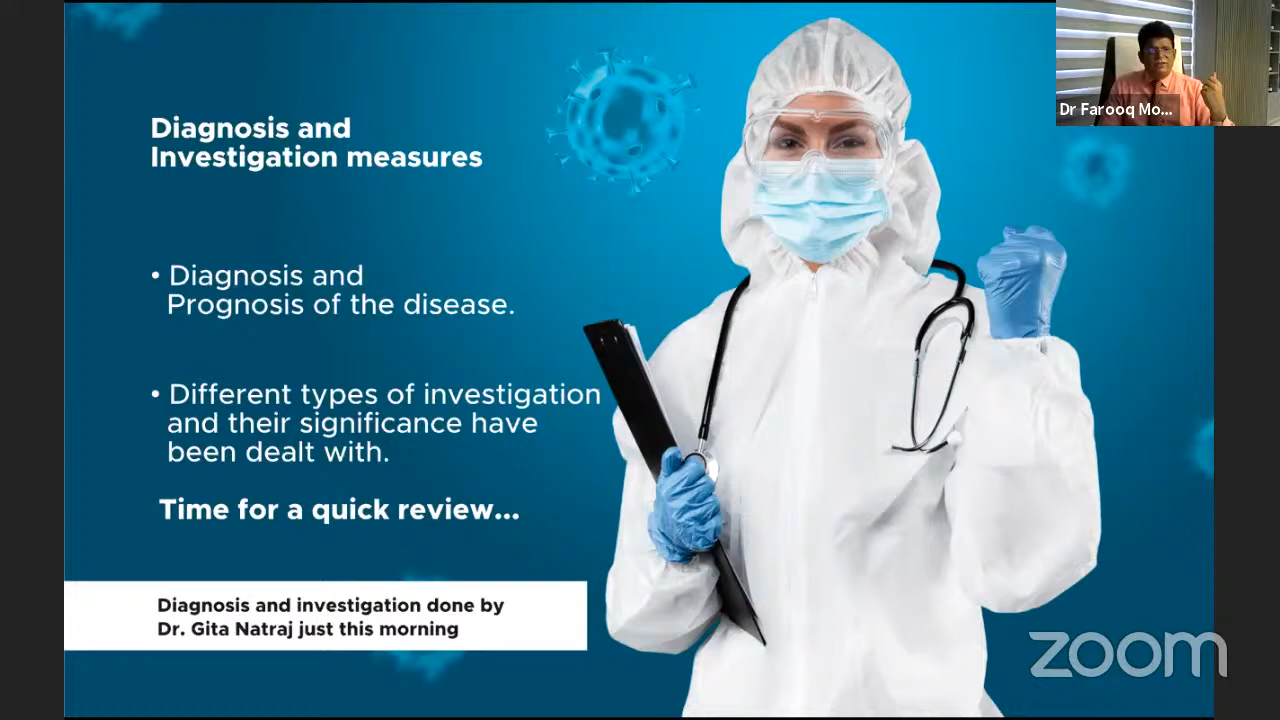 Diagnosis and
Investigation measures
• Diagnosis and
Prognosis of the disease.
• Different types of investigation
and their significance have
been dealt with.
Time for a quick review...
Diagnosis and investigation done by
Dr. Gita Natraj just this morning
Dr Farooq Mo...
zoom